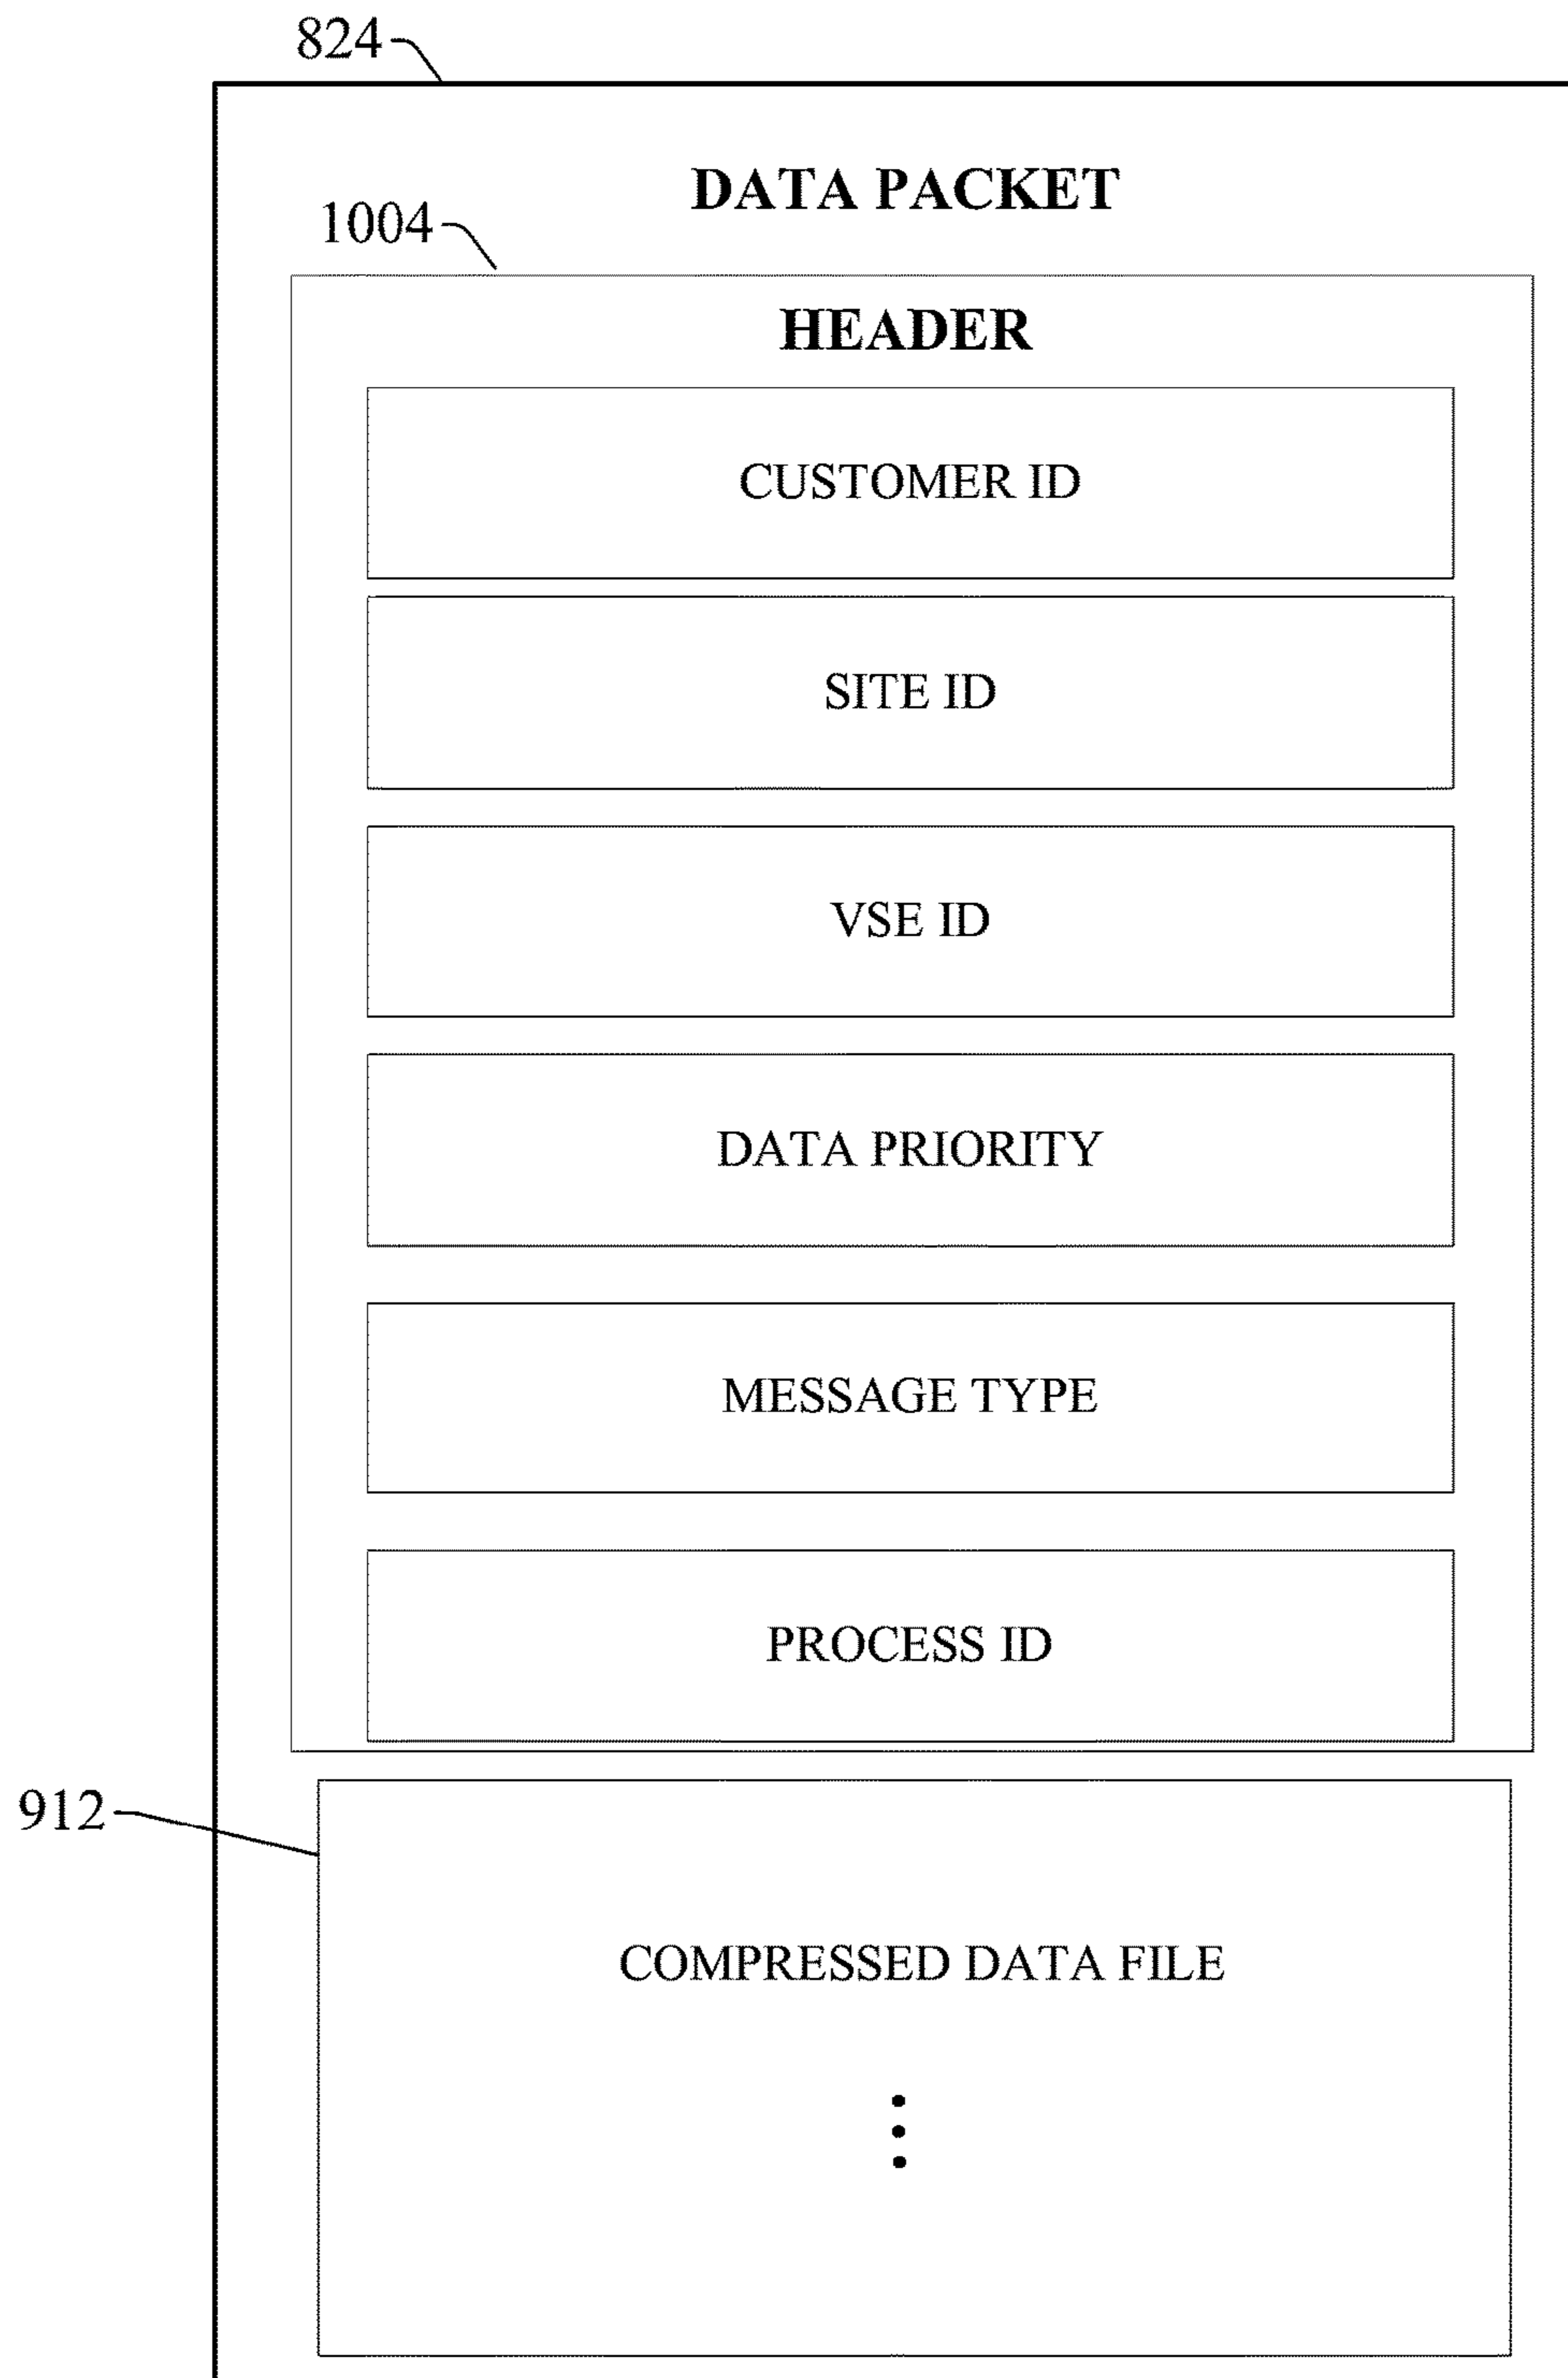 824
DATA PACKET
1004
HEADER
CUSTOMER ID
SITE ID
VSE ID
DATA PRIORITY
MESSAGE TYPE
PROCESS ID
912
COMPRESSED DATA FILE